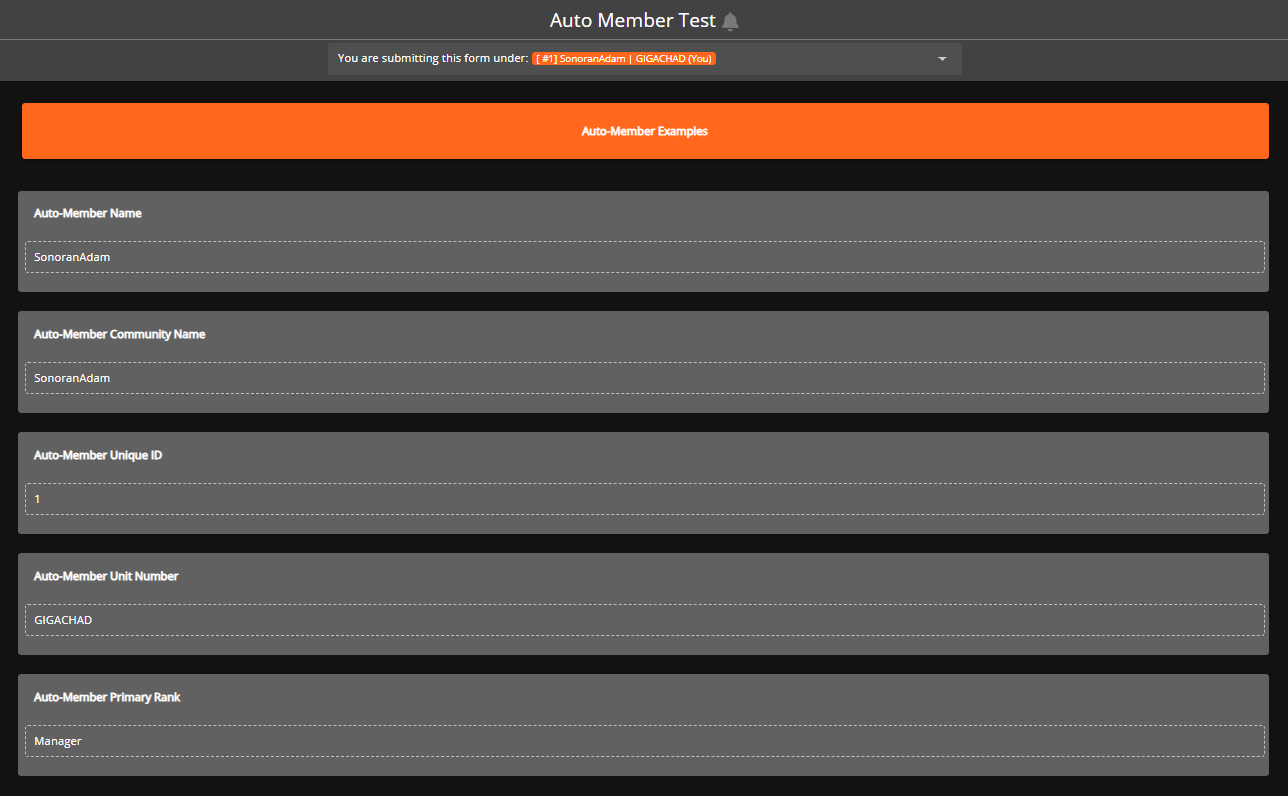 Auto Member Test
You are submitting this form under: [ #1] SonoranAdam | GIGACHAD (You)
Auto-Member Examples
Auto-Member Name
SonoranAdam
Auto-Member Community Name
SonoranAdam
Auto-Member Unique ID
1
Auto-Member Unit Number
GIGACHAD
Auto-Member Primary Rank
Manager